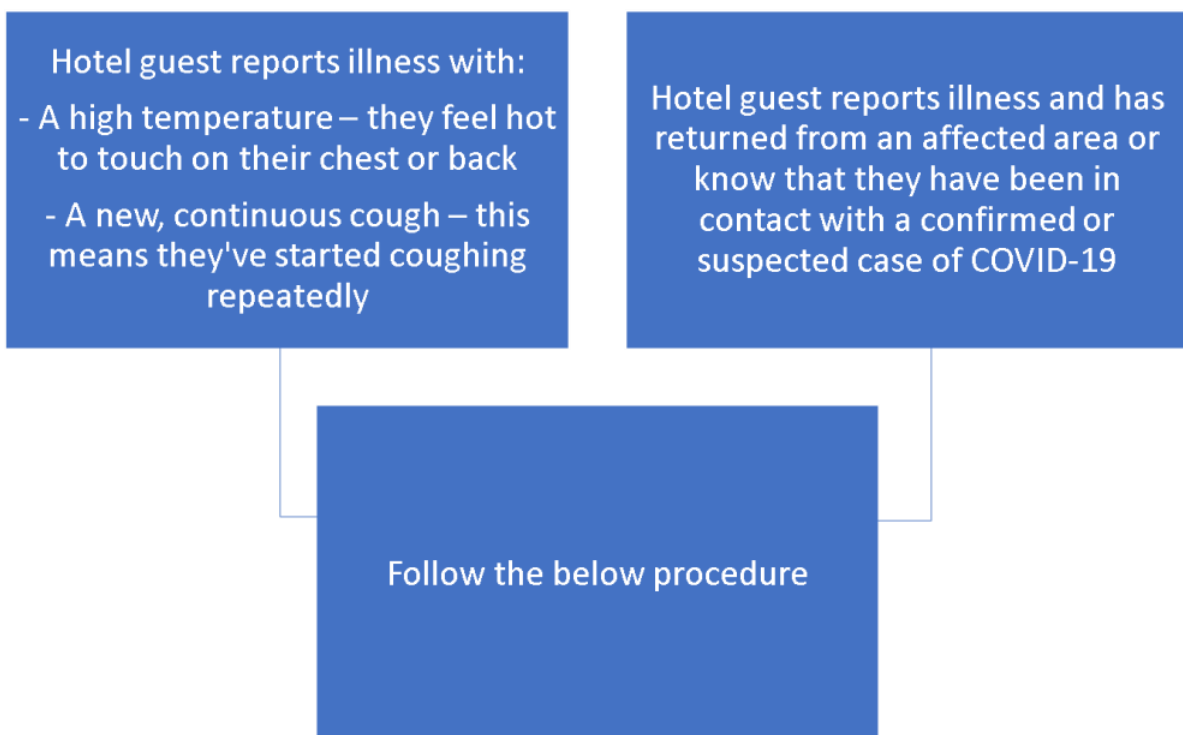 Hotel guest reports illness with:
- A high temperature – they feel hot
to touch on their chest or back
- A new, continuous cough – this
means they've started coughing
repeatedly
Hotel guest reports illness and has
returned from an affected area or
know that they have been in
contact with a confirmed or
suspected case of COVID-19
Follow the below procedure